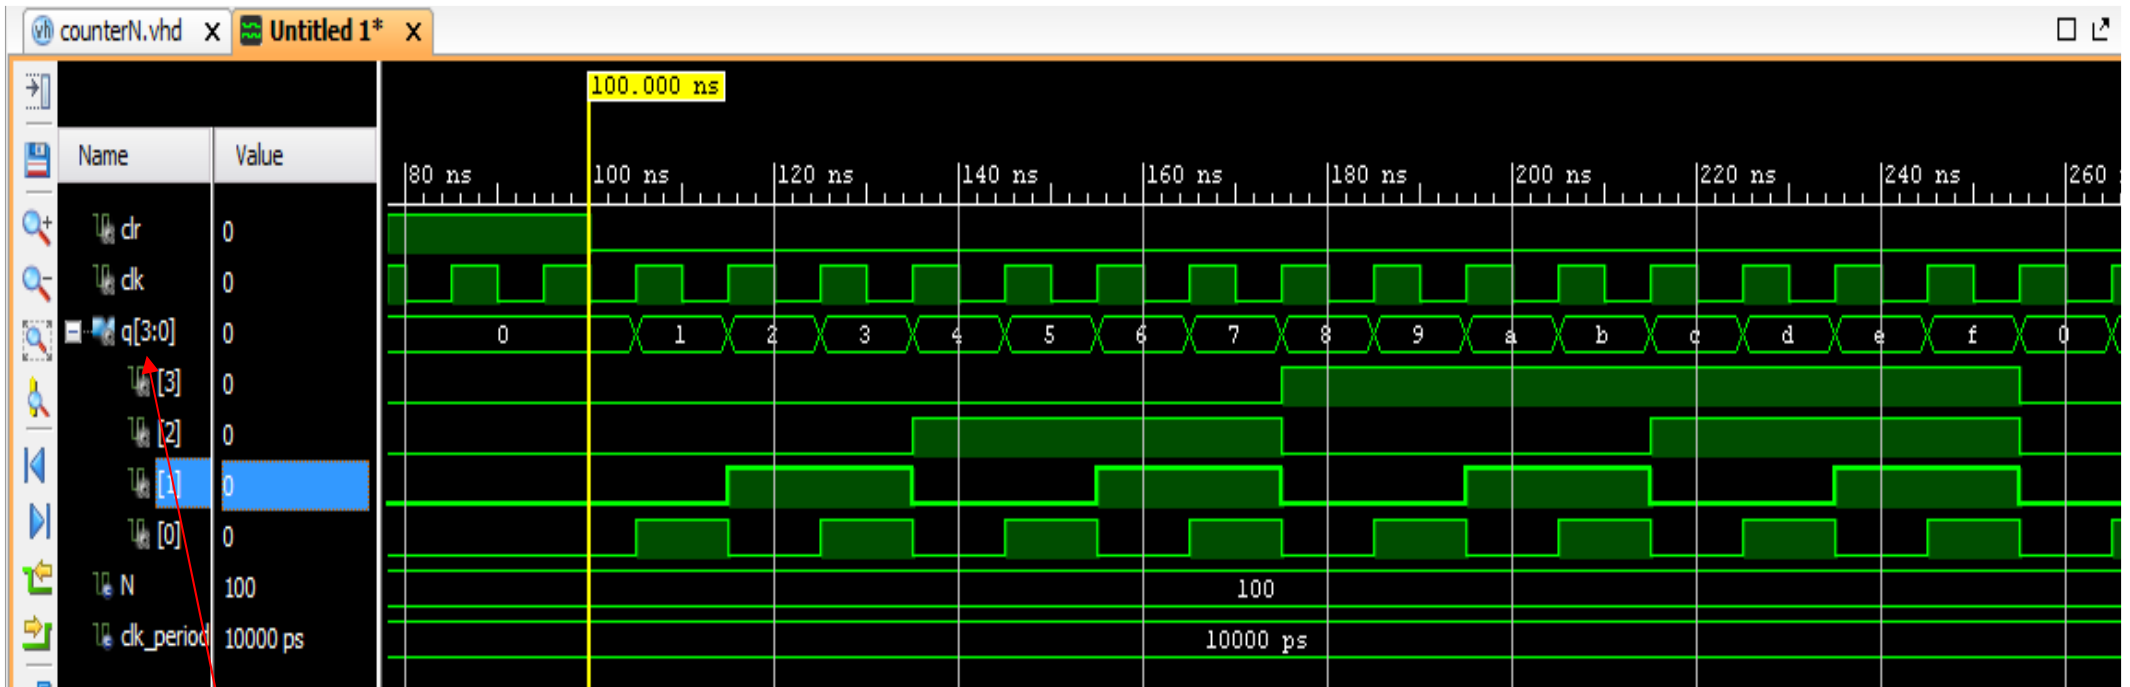 counterN.vhd X Untitled 1* X
100.000 ns
Name Value
80 ns 100 ns 120 ns 140 ns 160 ns 180 ns 200 ns 220 ns 240 ns 260
clr 0
clk 0
q[3:0] 0 0 1 2 3 4 5 6 7 8 9 a b c d e f 0
[3] 0
[2] 0
[1] 0
[0] 0
N 100 100
clk_period 10000 ps 10000 ps